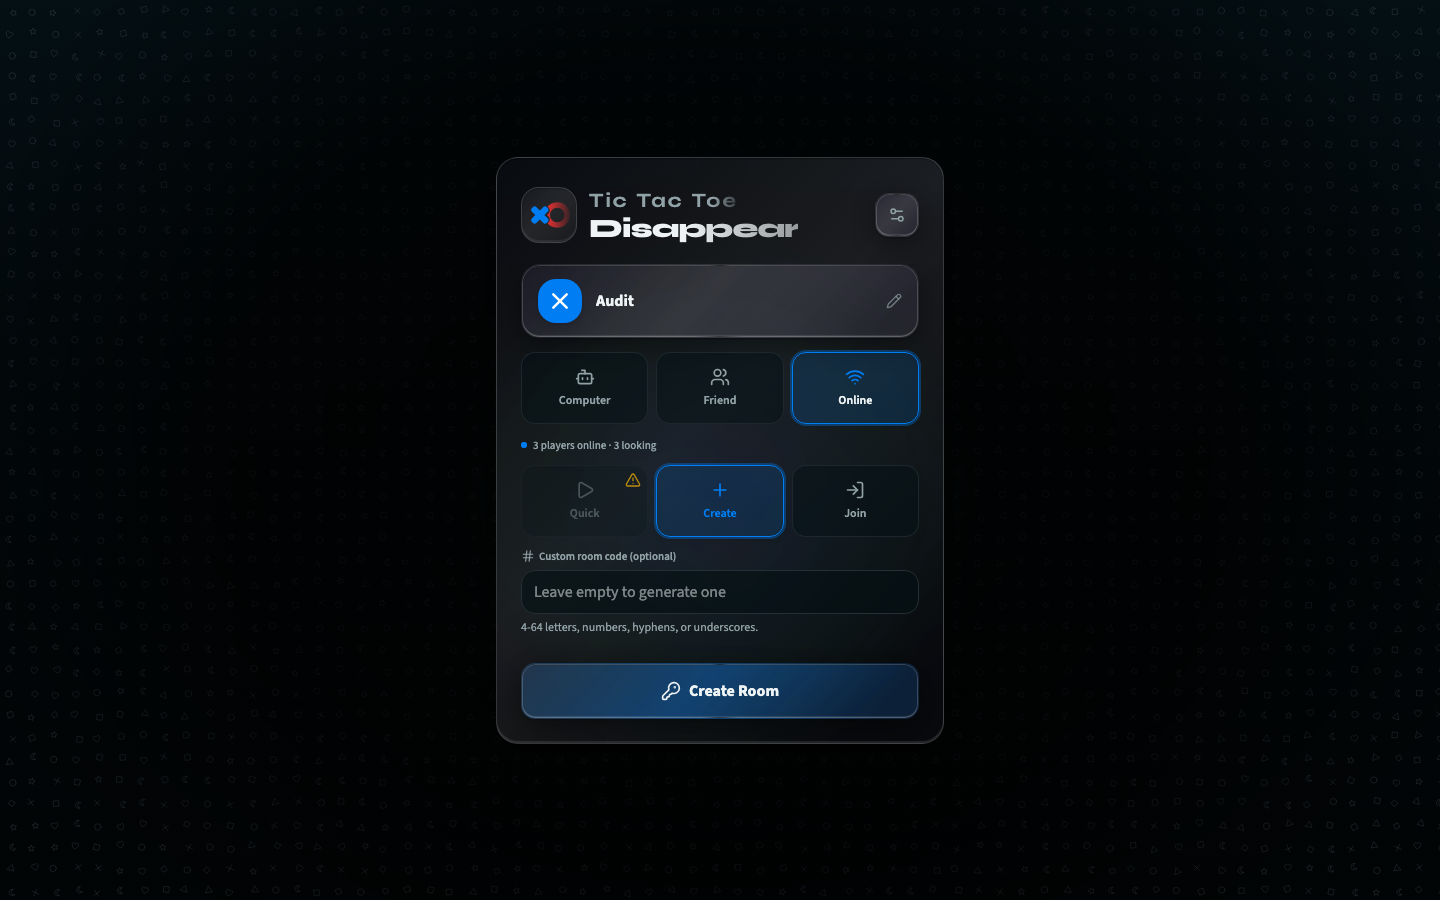 Tic Tac Toe
Disappear
Audit
Computer
Friend
Online
3 players online · 3 looking
Quick
Create
Join
Custom room code (optional)
Leave empty to generate one
4-64 letters, numbers, hyphens, or underscores.
Create Room